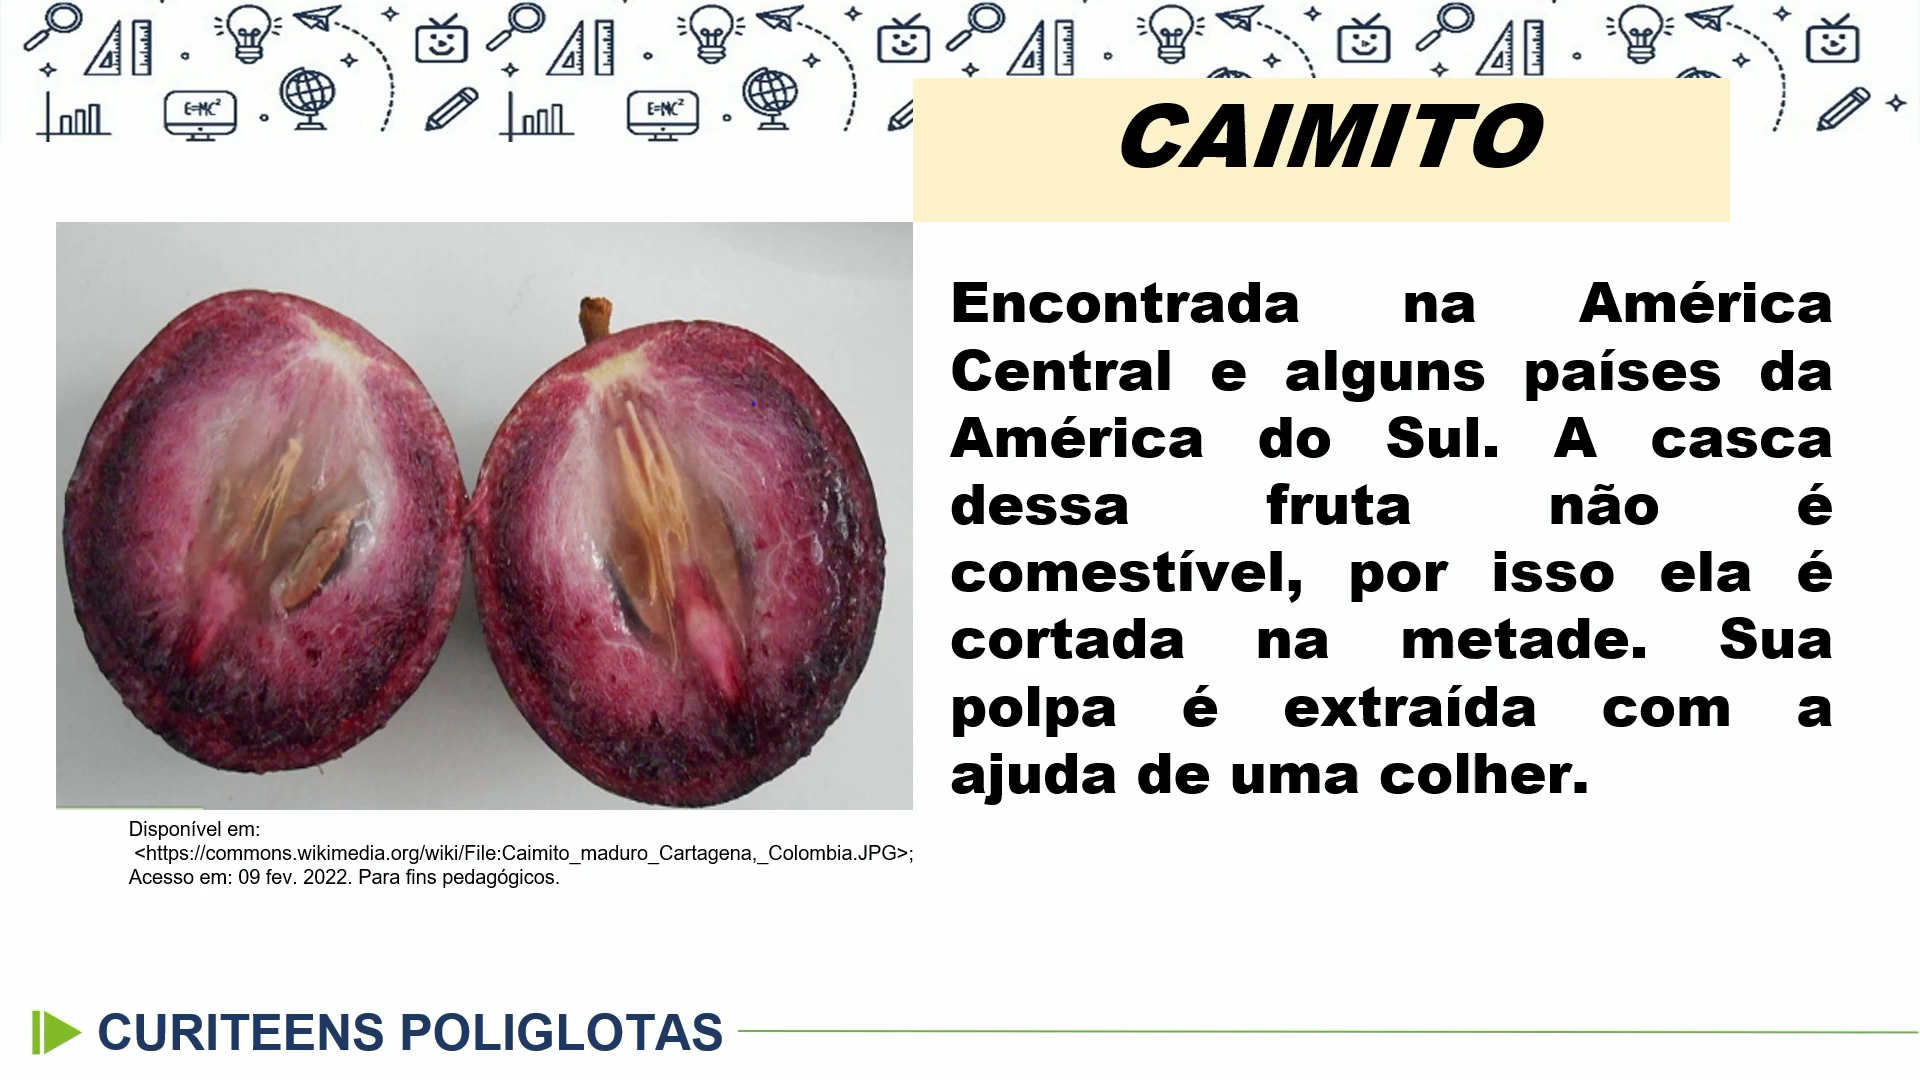 E=MC²
E=MC²
CAIMITO
Encontrada na América
Central e alguns países da
América do Sul. A casca
dessa fruta não é
comestível, por isso ela é
cortada na metade. Sua
polpa é extraída com a
ajuda de uma colher.
Disponível em:
<https://commons.wikimedia.org/wiki/File:Caimito_maduro_Cartagena,_Colombia.JPG>;
Acesso em: 09 fev. 2022. Para fins pedagógicos.
CURITEENS POLIGLOTAS